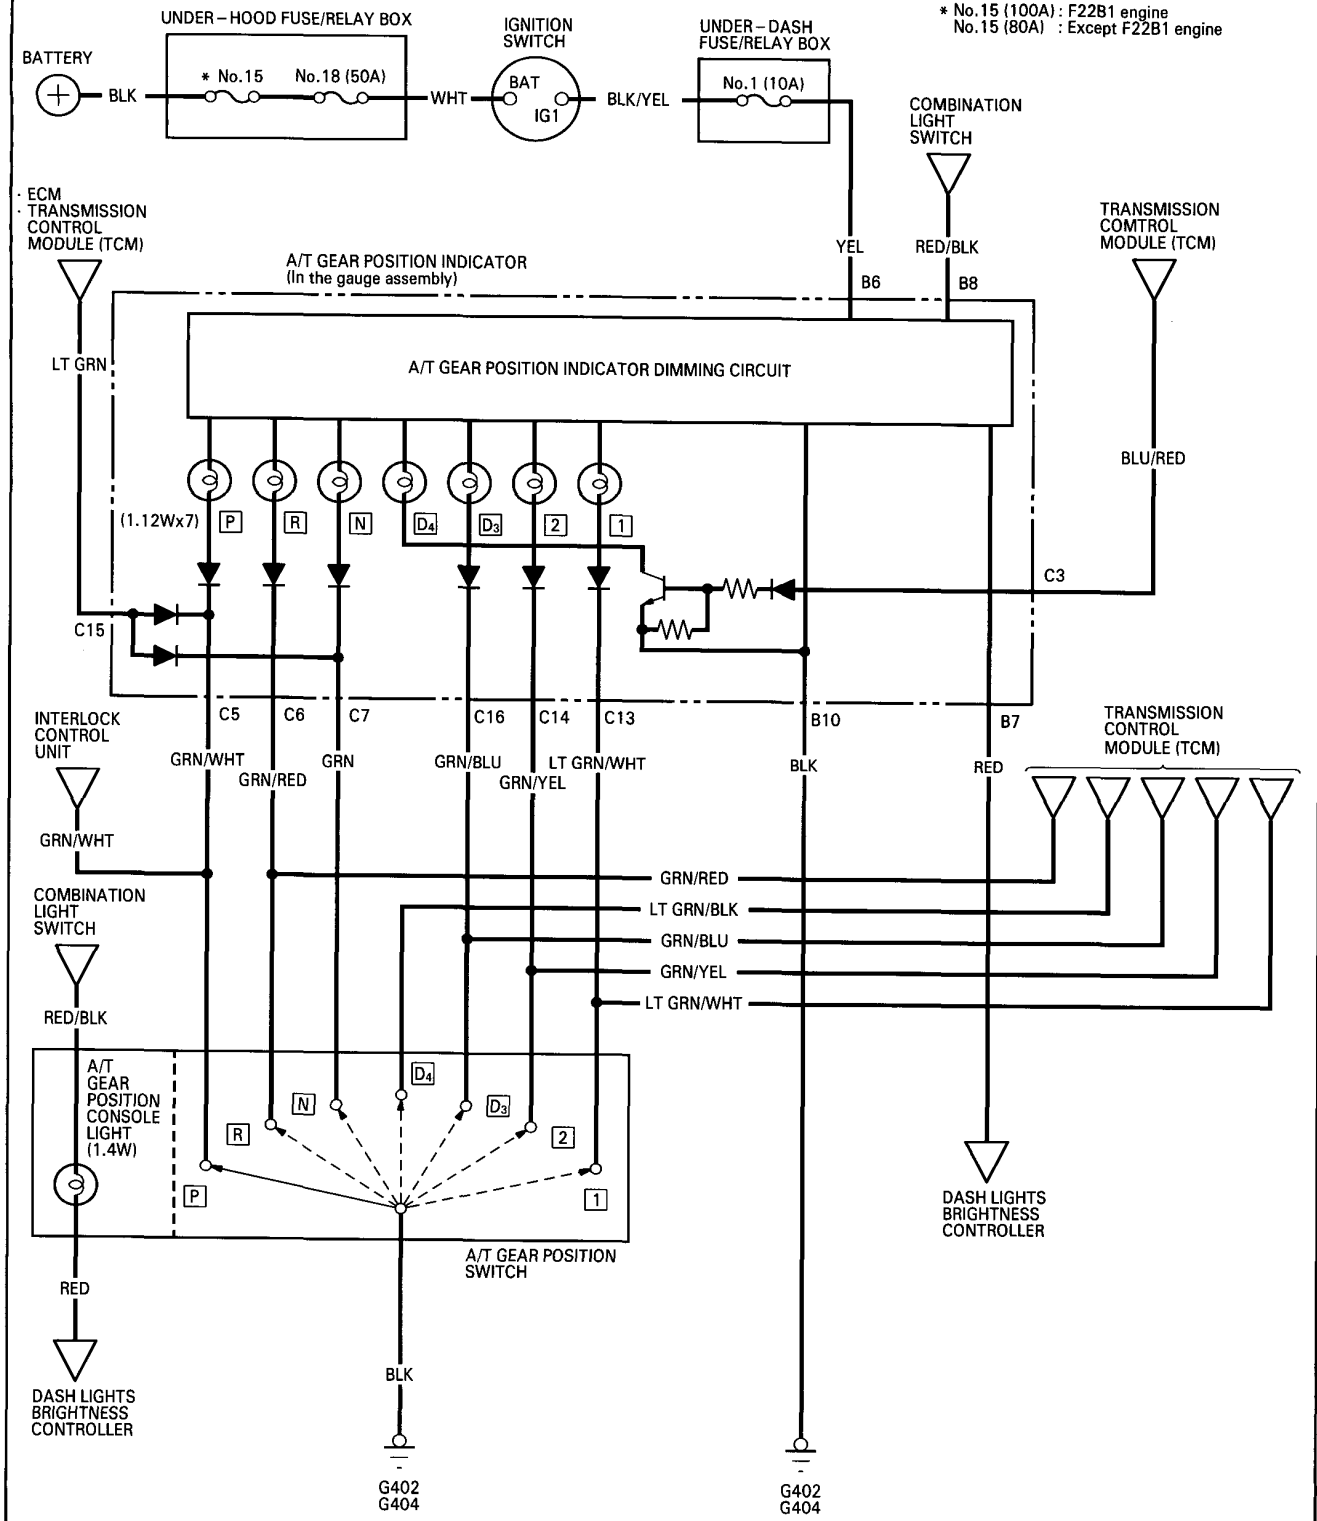 UNDER-HOOD FUSE/RELAY BOX
IGNITION
SWITCH
UNDER-DASH
FUSE/RELAY BOX
* No.15 (100A) : F22B1 engine
No.15 (80A) : Except F22B1 engine
BATTERY
BLK
* No.15
No.18 (50A)
WHT
BAT
IG1
BLK/YEL
No.1 (10A)
COMBINATION
LIGHT
SWITCH
· ECM
· TRANSMISSION
CONTROL
MODULE (TCM)
TRANSMISSION
COMTROL
MODULE (TCM)
YEL
RED/BLK
A/T GEAR POSITION INDICATOR
(In the gauge assembly)
B6
B8
LT GRN
A/T GEAR POSITION INDICATOR DIMMING CIRCUIT
BLU/RED
(1.12Wx7)
P
R
N
D4
D3
2
1
C3
C15
C5
C6
C7
C16
C14
C13
B10
B7
INTERLOCK
CONTROL
UNIT
TRANSMISSION
CONTROL
MODULE (TCM)
GRN/WHT
GRN/RED
GRN
GRN/BLU
GRN/YEL
LT GRN/WHT
BLK
RED
GRN/WHT
GRN/RED
COMBINATION
LIGHT
SWITCH
LT GRN/BLK
GRN/BLU
GRN/YEL
LT GRN/WHT
RED/BLK
A/T
GEAR
POSITION
CONSOLE
LIGHT
(1.4W)
P
R
N
D4
D3
2
1
A/T GEAR POSITION
SWITCH
DASH LIGHTS
BRIGHTNESS
CONTROLLER
RED
BLK
DASH LIGHTS
BRIGHTNESS
CONTROLLER
G402
G404
G402
G404